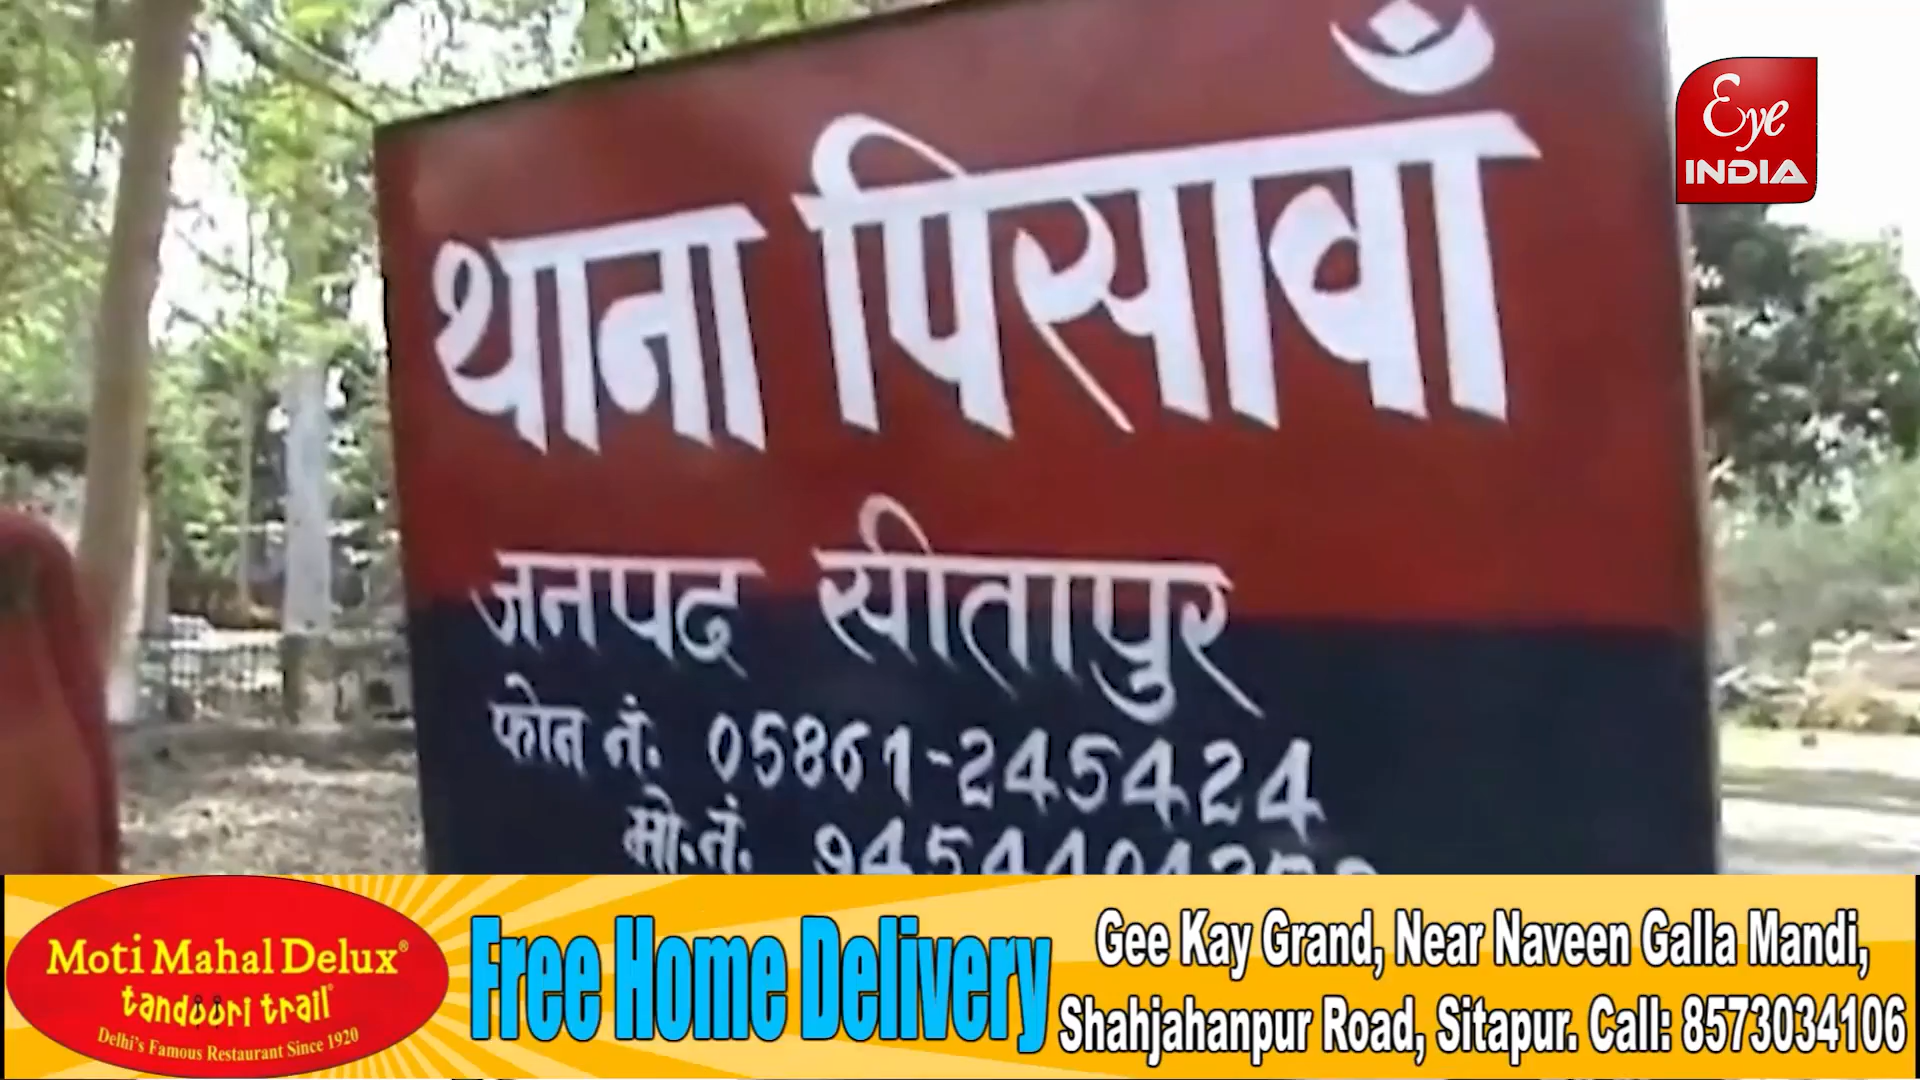 थाना पिसावाँ
जनपद सीतापुर
फोन नं. 05861-245424
मो.नं.
Eye
INDIA
Moti Mahal Delux®
tandoori trail
Delhi's Famous Restaurant Since 1920
Free Home Delivery
Gee Kay Grand, Near Naveen Galla Mandi,
Shahjahanpur Road, Sitapur. Call: 8573034106